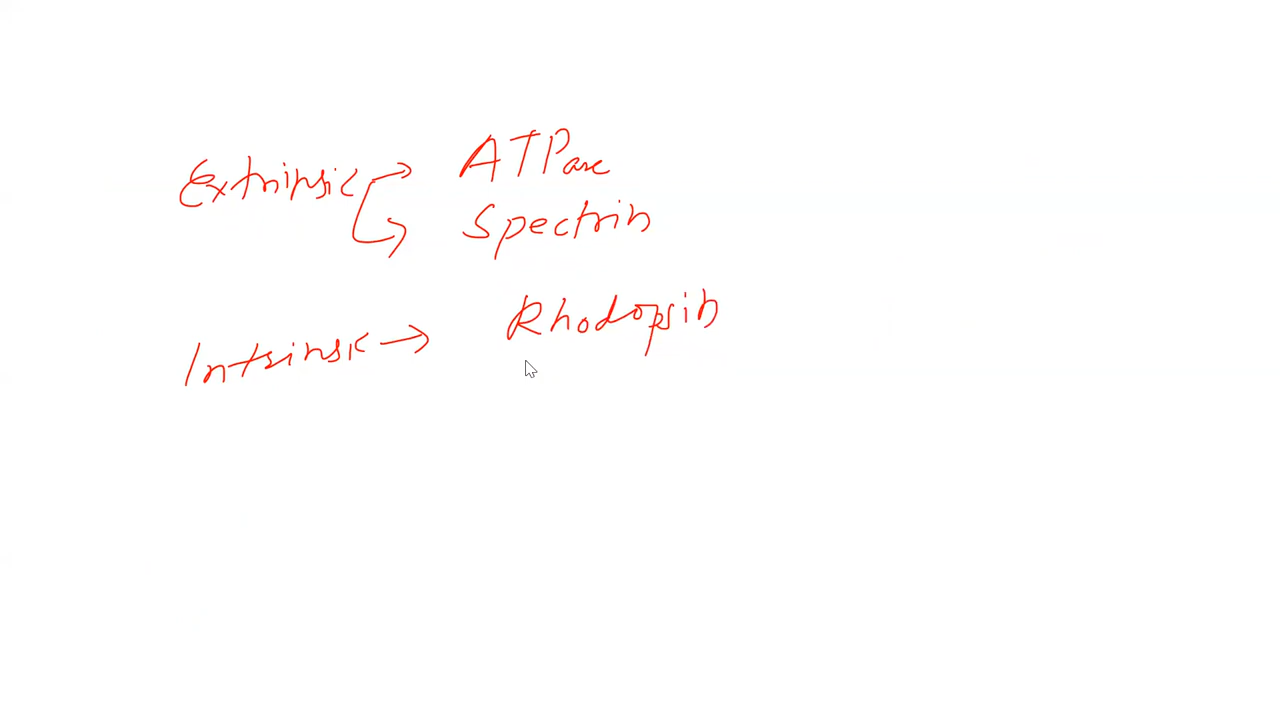 Extrinsic → ATPase
Spectrin
Intrinsic → Rhodopsin